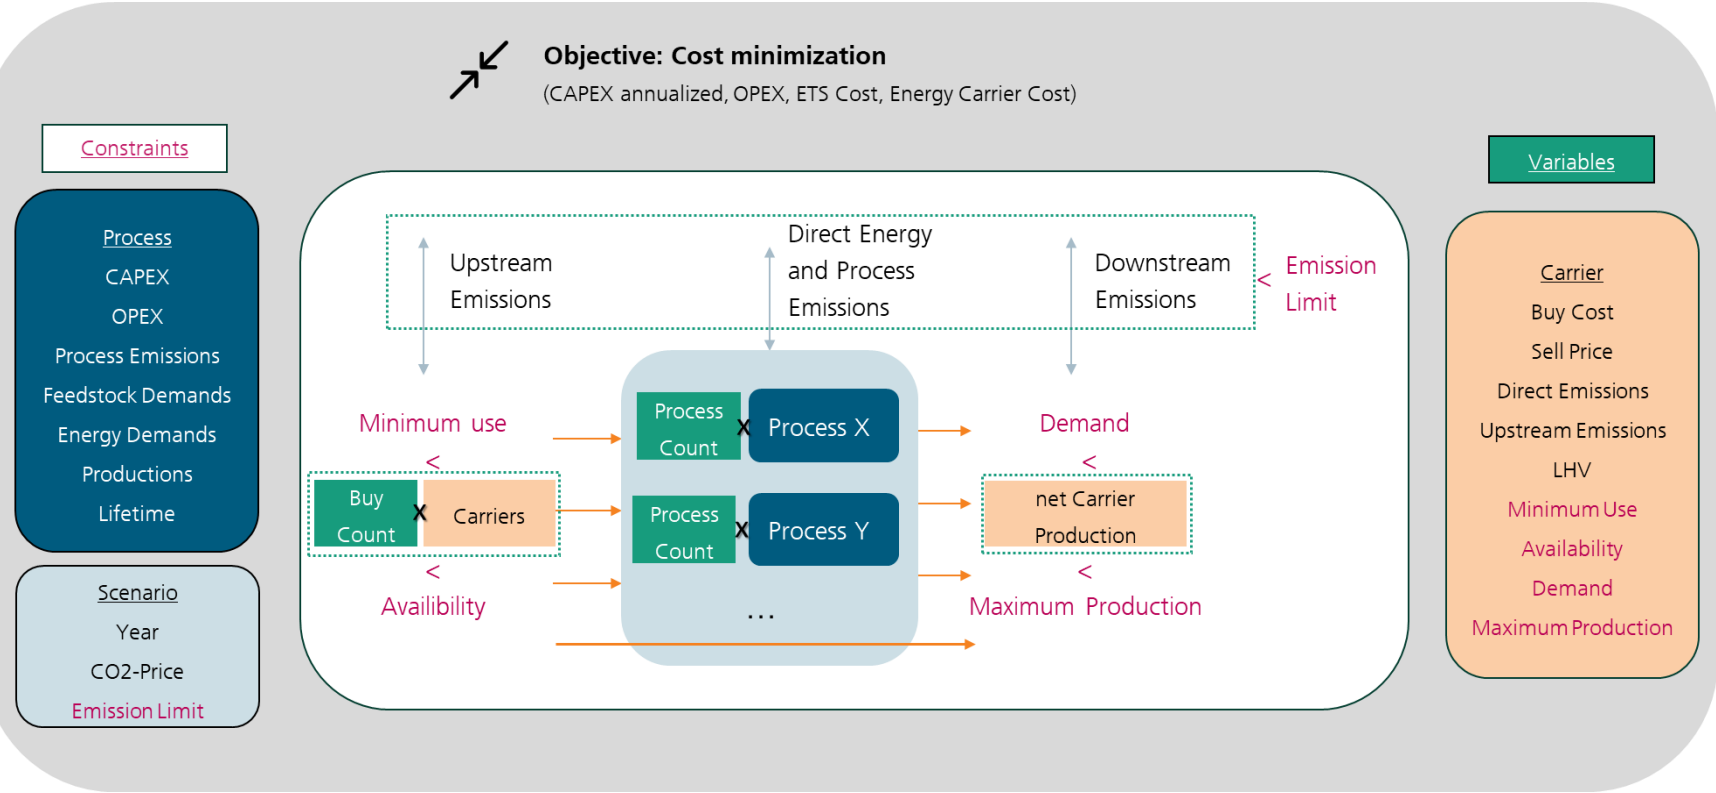 Objective: Cost minimization
(CAPEX annualized, OPEX, ETS Cost, Energy Carrier Cost)
Constraints
Process
CAPEX
OPEX
Process Emissions
Feedstock Demands
Energy Demands
Productions
Lifetime
Scenario
Year
CO2-Price
Emission Limit
Upstream
Emissions
Direct Energy
and Process
Emissions
Downstream
Emissions
< Emission
Limit
Minimum use
<
Buy
Count
x
Carriers
<
Availibility
Process
Count
x
Process X
Process
Count
x
Process Y
...
Demand
<
net Carrier
Production
<
Maximum Production
Variables
Carrier
Buy Cost
Sell Price
Direct Emissions
Upstream Emissions
LHV
Minimum Use
Availability
Demand
Maximum Production